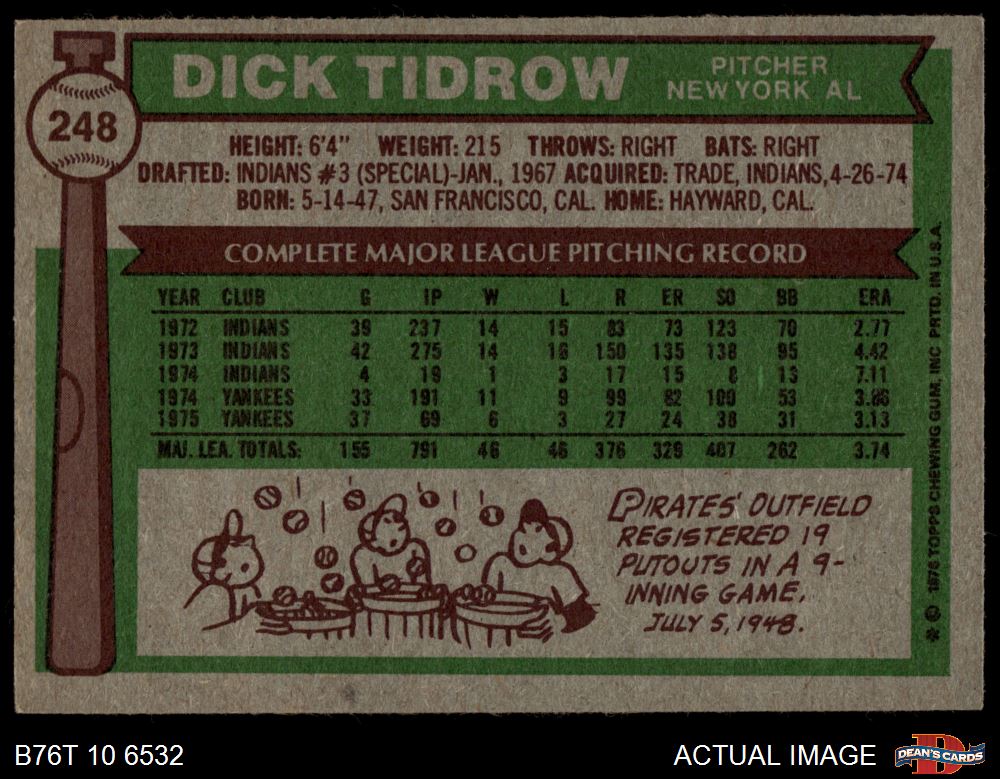 248
DICK TIDROW
PITCHER
NEW YORK AL
HEIGHT: 6'4" WEIGHT: 215 THROWS: RIGHT BATS: RIGHT
DRAFTED: INDIANS #3 (SPECIAL)-JAN., 1967 ACQUIRED: TRADE, INDIANS, 4-26-74
BORN: 5-14-47, SAN FRANCISCO, CAL. HOME: HAYWARD, CAL.
COMPLETE MAJOR LEAGUE PITCHING RECORD
YEAR CLUB G IP W L R ER SO BB ERA
1972 INDIANS 39 237 14 15 83 73 123 70 2.77
1973 INDIANS 42 275 14 16 150 135 138 95 4.42
1974 INDIANS 4 19 1 3 17 15 8 13 7.11
1974 YANKEES 33 191 11 9 99 82 100 53 3.86
1975 YANKEES 37 69 6 3 27 24 38 31 3.13
MAJ. LEA. TOTALS: 155 791 46 46 376 329 407 262 3.74
PIRATES' OUTFIELD
REGISTERED 19
PUTOUTS IN A 9-
INNING GAME,
JULY 5, 1948.
* © 1976 TOPPS CHEWING GUM, INC PRTD. IN U.S.A.
B76T 10 6532
ACTUAL IMAGE
DEAN'S CARDS